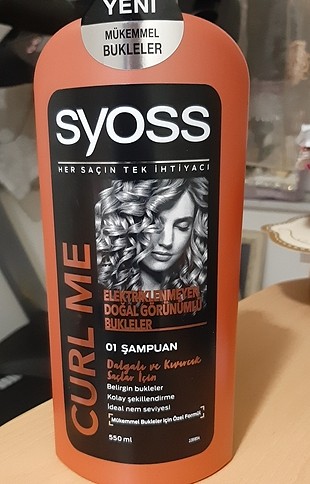 YENİ
MÜKEMMEL
BUKLELER
syoss
HER SAÇIN TEK İHTİYACI
CURL ME
ELEKTRİKLENMEYEN
DOĞAL GÖRÜNÜMLÜ
BUKLELER
01 ŞAMPUAN
Dalgalı ve Kıvırcık
Saçlar İçin
Belirgin bukleler
Kolay şekillendirme
İdeal nem seviyesi
Mükemmel Bukleler İçin Özel Formül
550 ml